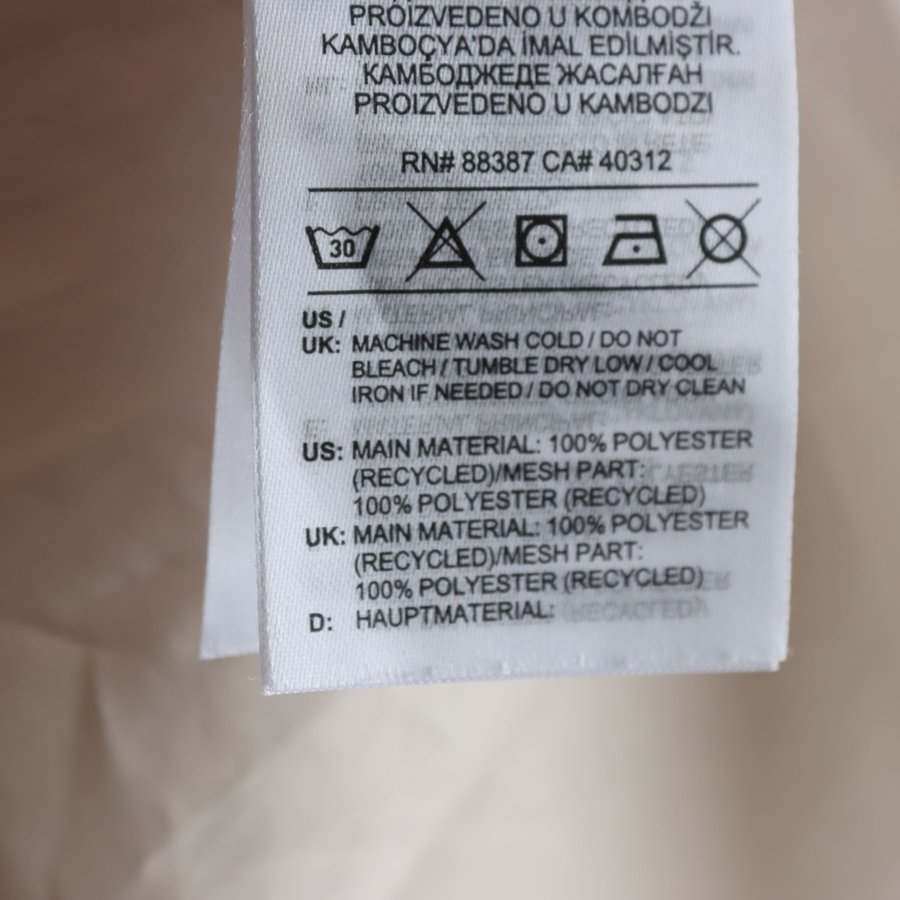 PROIZVEDENO U KOMBODŽI
KAMBOÇYA'DA İMAL EDİLMİŞTİR.
КАМБОДЖЕДЕ ЖАСАЛҒАН
PROIZVEDENO U KAMBODZI
RN# 88387 CA# 40312
30
US /
UK: MACHINE WASH COLD / DO NOT
BLEACH / TUMBLE DRY LOW / COOL
IRON IF NEEDED / DO NOT DRY CLEAN
US: MAIN MATERIAL: 100% POLYESTER
(RECYCLED)/MESH PART:
100% POLYESTER (RECYCLED)
UK: MAIN MATERIAL: 100% POLYESTER
(RECYCLED)/MESH PART:
100% POLYESTER (RECYCLED)
D: HAUPTMATERIAL: